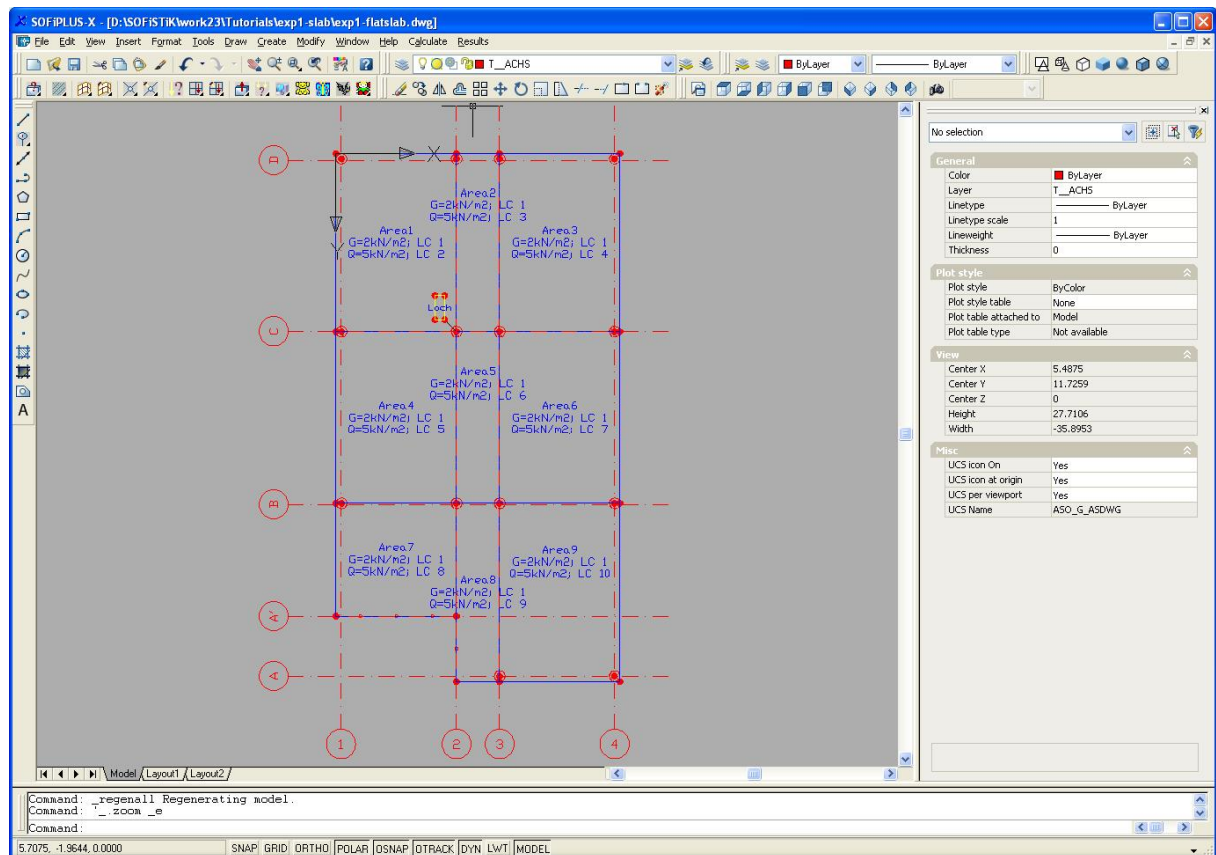 SOFiPLUS-X - [D:\SOFiSTiK\work23\Tutorials\exp1-slab\exp1-flatslab.dwg]
File Edit View Insert Format Tools Draw Create Modify Window Help Calculate Results
T__ACHS ByLayer ByLayer
No selection
General
Color ByLayer
Layer T__ACHS
Linetype ByLayer
Linetype scale 1
Lineweight ByLayer
Thickness 0
Plot style
Plot style ByColor
Plot style table None
Plot table attached to Model
Plot table type Not available
View
Center X 5.4875
Center Y 11.7259
Center Z 0
Height 27.7106
Width -35.8953
Misc
UCS icon On Yes
UCS icon at origin Yes
UCS per viewport Yes
UCS Name ASO_G_ASDWG
A
D
X
Y
Area2
G=2kN/m2; LC 1
Q=5kN/m2; LC 3
Area1
G=2kN/m2; LC 1
Q=5kN/m2; LC 2
Area3
G=2kN/m2; LC 1
Q=5kN/m2; LC 4
Loch
C
Area5
G=2kN/m2; LC 1
Q=5kN/m2; LC 6
Area4
G=2kN/m2; LC 1
Q=5kN/m2; LC 5
Area6
G=2kN/m2; LC 1
Q=5kN/m2; LC 7
B
Area7
G=2kN/m2; LC 1
Q=5kN/m2; LC 8
Area9
G=2kN/m2; LC 1
Q=5kN/m2; LC 10
Area8
G=2kN/m2; LC 1
Q=5kN/m2; LC 9
A'
A
1 2 3 4
Model Layout1 Layout2
Command: _regenall Regenerating model.
Command: '_.zoom _e
Command:
5.7075, -1.9644, 0.0000 SNAP GRID ORTHO POLAR OSNAP OTRACK DYN LWT MODEL